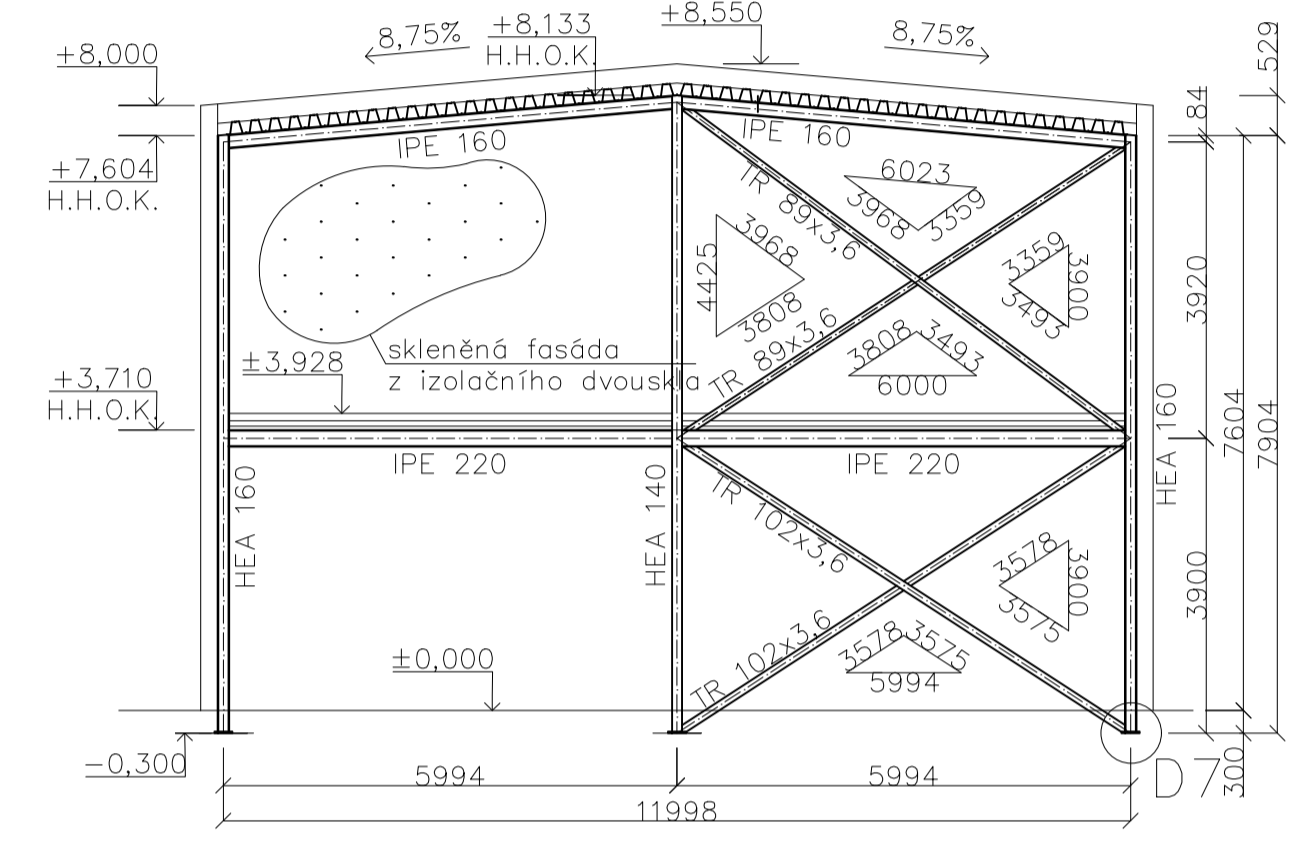 +8,550
8,75%
+8,133
H.H.O.K.
8,75%
+8,000
529
84
IPE 160
IPE 160
+7,604
H.H.O.K.
TR 89x3,6
6023
3968
3359
3968
4425
3808
3359
3900
3493
3920
TR 89x3,6
3808
3493
6000
skleněná fasáda
z izolačního dvouskla
±3,928
+3,710
H.H.O.K.
IPE 220
IPE 220
HEA 160
HEA 140
HEA 160
7604
7904
TR 102x3,6
3578
3900
3575
3900
TR 102x3,6
3578
3575
5994
±0,000
-0,300
D7
300
5994
5994
11998